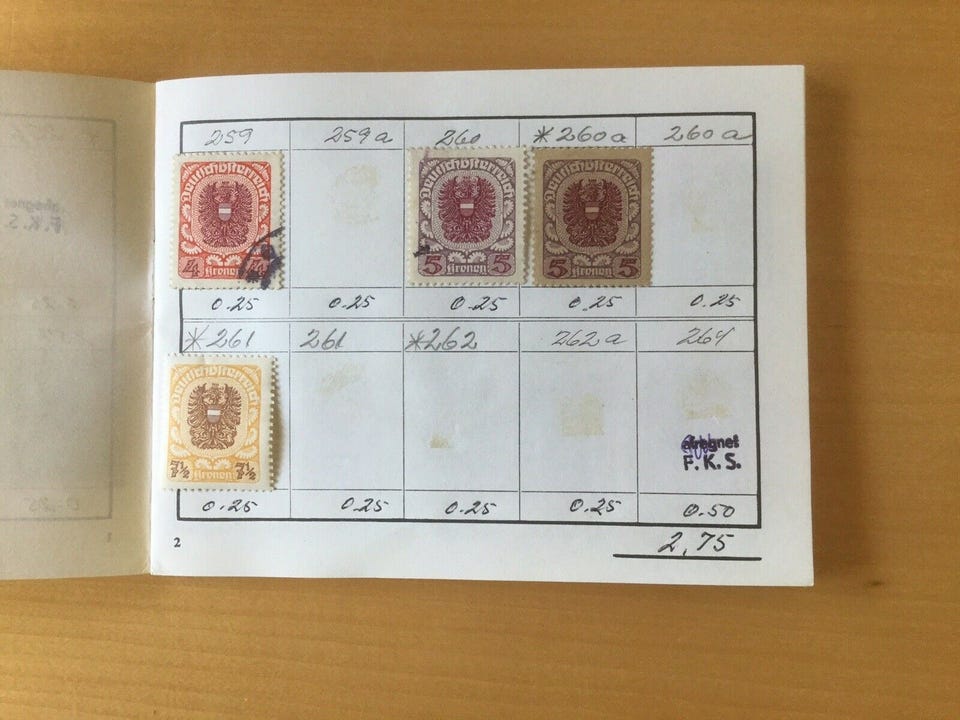 259 259a 260 *260a 260a
Deutschösterreich Deutschösterreich Deutschösterreich
4 4 5 5 5 5
Kronen Kronen Kronen
0.25 0.25 0.25 0.25 0.25
*261 261 *262 262a 264
Deutschösterreich
7½ 7½
Kronen
afregnet
F. K. S.
0.25 0.25 0.25 0.25 0.50
2 2,75